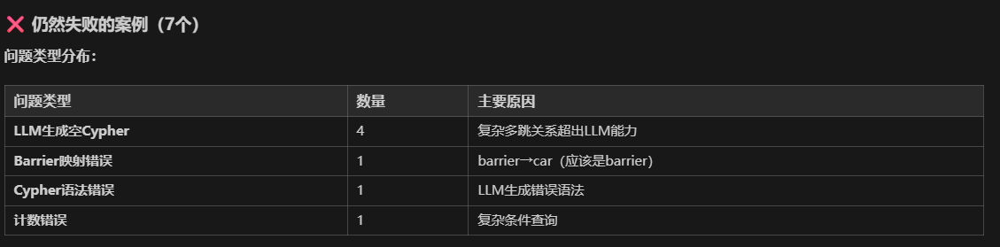 ❌ 仍然失败的案例（7个）
问题类型分布：
问题类型 数量 主要原因
LLM生成空Cypher 4 复杂多跳关系超出LLM能力
Barrier映射错误 1 barrier→car（应该是barrier）
Cypher语法错误 1 LLM生成错误语法
计数错误 1 复杂条件查询